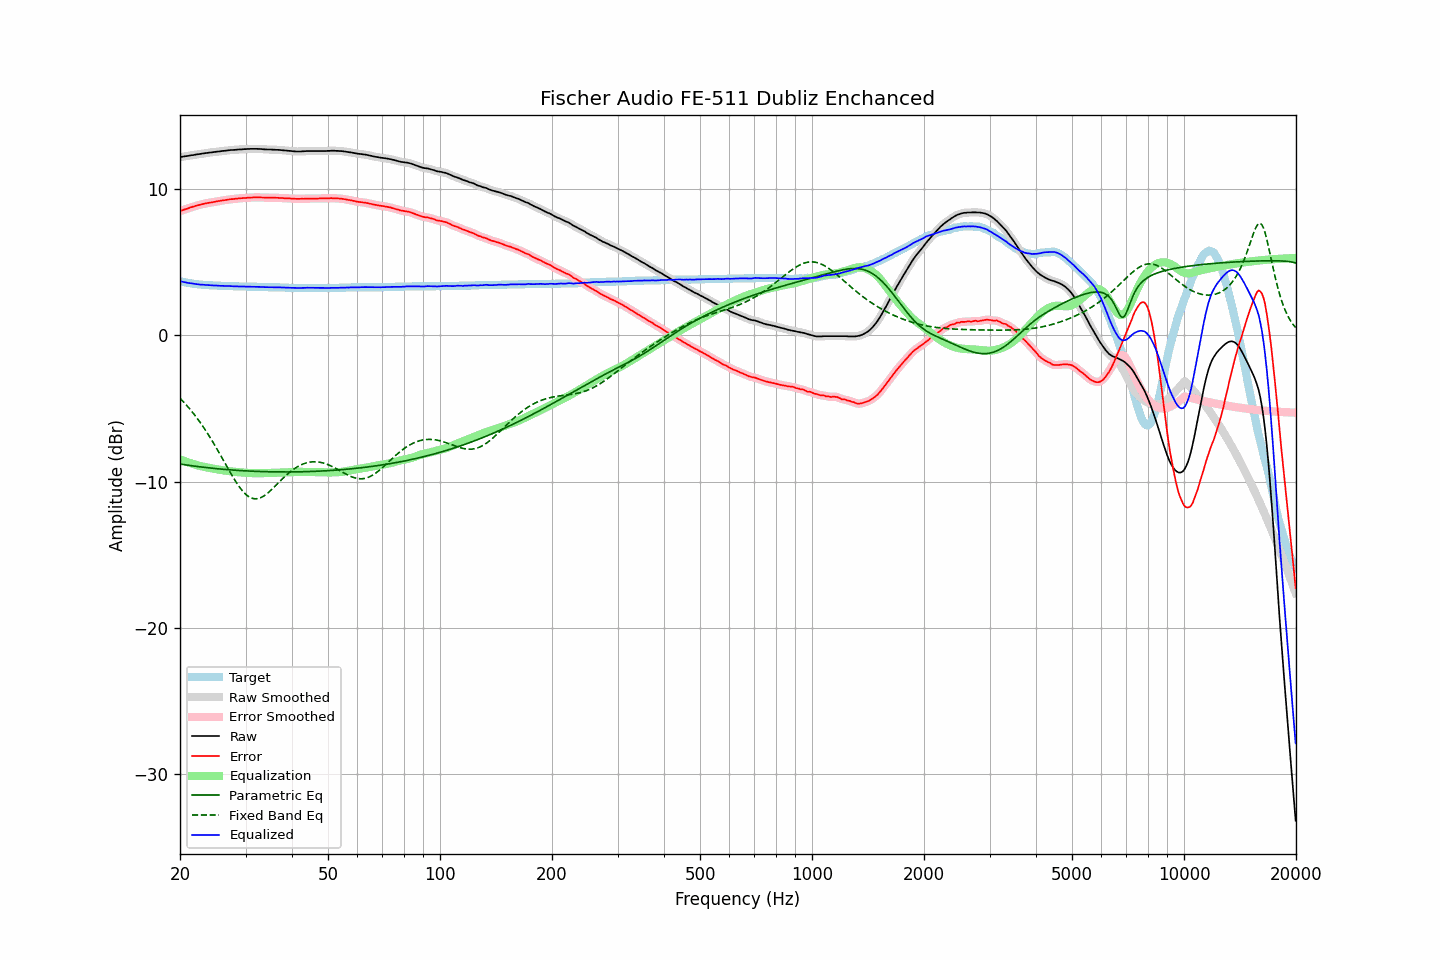 Fischer Audio FE-511 Dubliz Enchanced
Amplitude (dBr)
10
0
−10
−20
−30
Target
Raw Smoothed
Error Smoothed
Raw
Error
Equalization
Parametric Eq
Fixed Band Eq
Equalized
20 50 100 200 500 1000 2000 5000 10000 20000
Frequency (Hz)